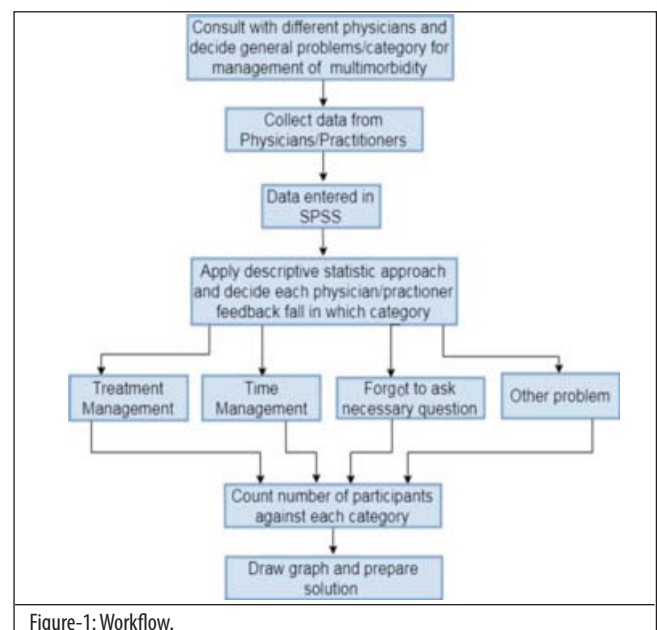 Consult with different physicians and
decide general problems/category for
management of multimorbidity
Collect data from
Physicians/Practitioners
Data entered in
SPSS
Apply descriptive statistic approach
and decide each physician/practioner
feedback fall in which category
Treatment
Management
Time
Management
Forgot to ask
necessary question
Other problem
Count number of participants
against each category
Draw graph and prepare
solution
Figure-1: Workflow.